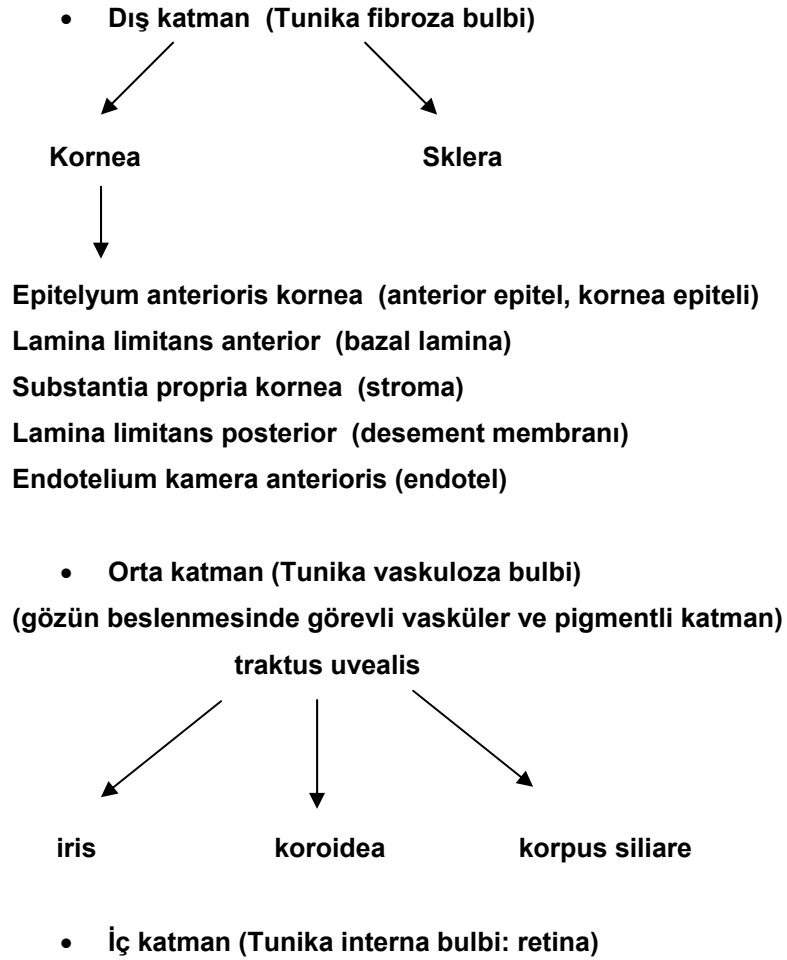 • Dış katman (Tunika fibroza bulbi)
Kornea Sklera
Epitelyum anterioris kornea (anterior epitel, kornea epiteli)
Lamina limitans anterior (bazal lamina)
Substantia propria kornea (stroma)
Lamina limitans posterior (desement membranı)
Endotelium kamera anterioris (endotel)
• Orta katman (Tunika vaskuloza bulbi)
(gözün beslenmesinde görevli vasküler ve pigmentli katman)
traktus uvealis
iris koroidea korpus siliare
• İç katman (Tunika interna bulbi: retina)